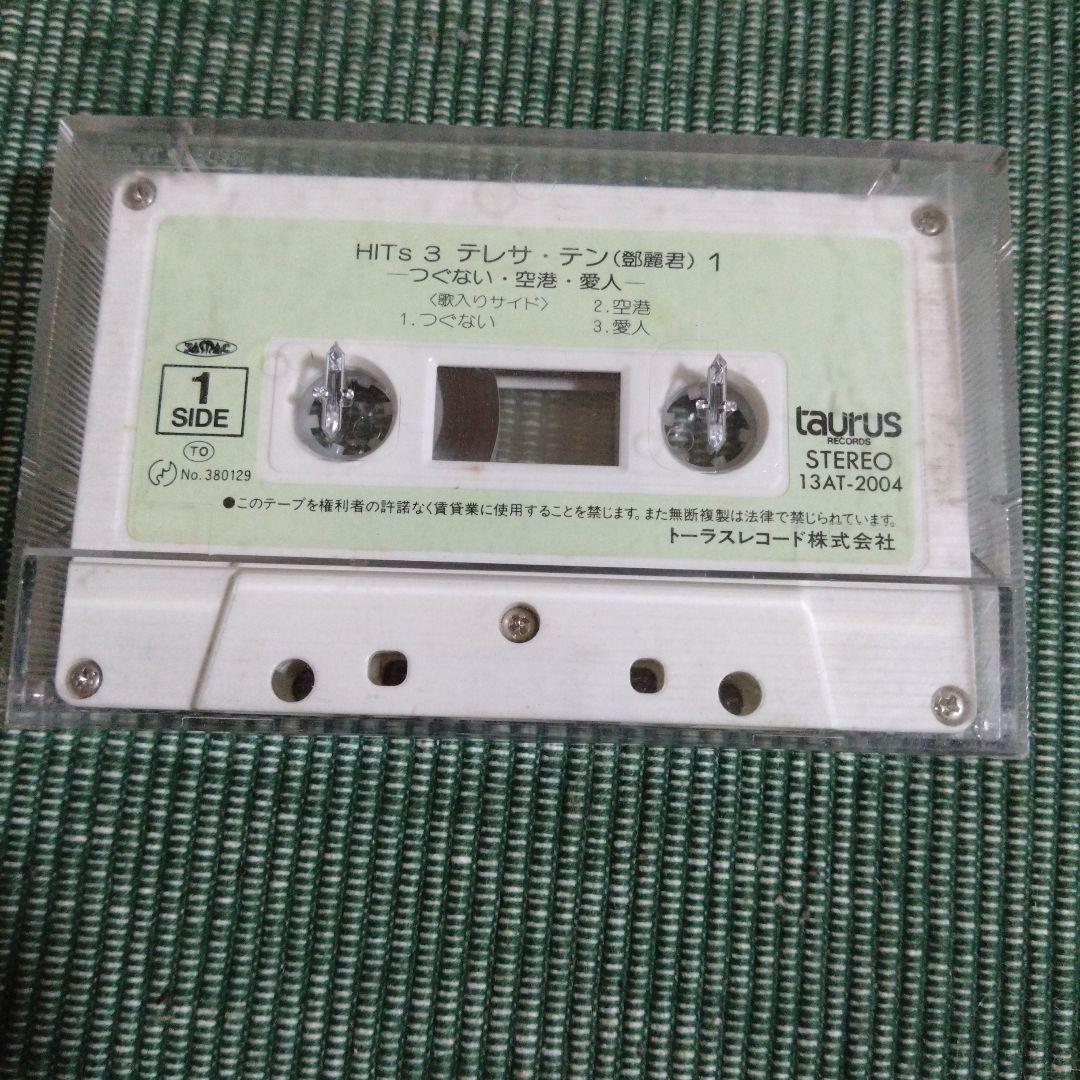 HITs 3 テレサ・テン(鄧麗君) 1
―つぐない・空港・愛人―
〈歌入りサイド〉
1.つぐない
2.空港
3.愛人
JASRAC
1
SIDE
TO
No. 380129
taurus
RECORDS
STEREO
13AT-2004
●このテープを権利者の許諾なく賃貸業に使用することを禁じます。また無断複製は法律で禁じられています。
トーラスレコード株式会社